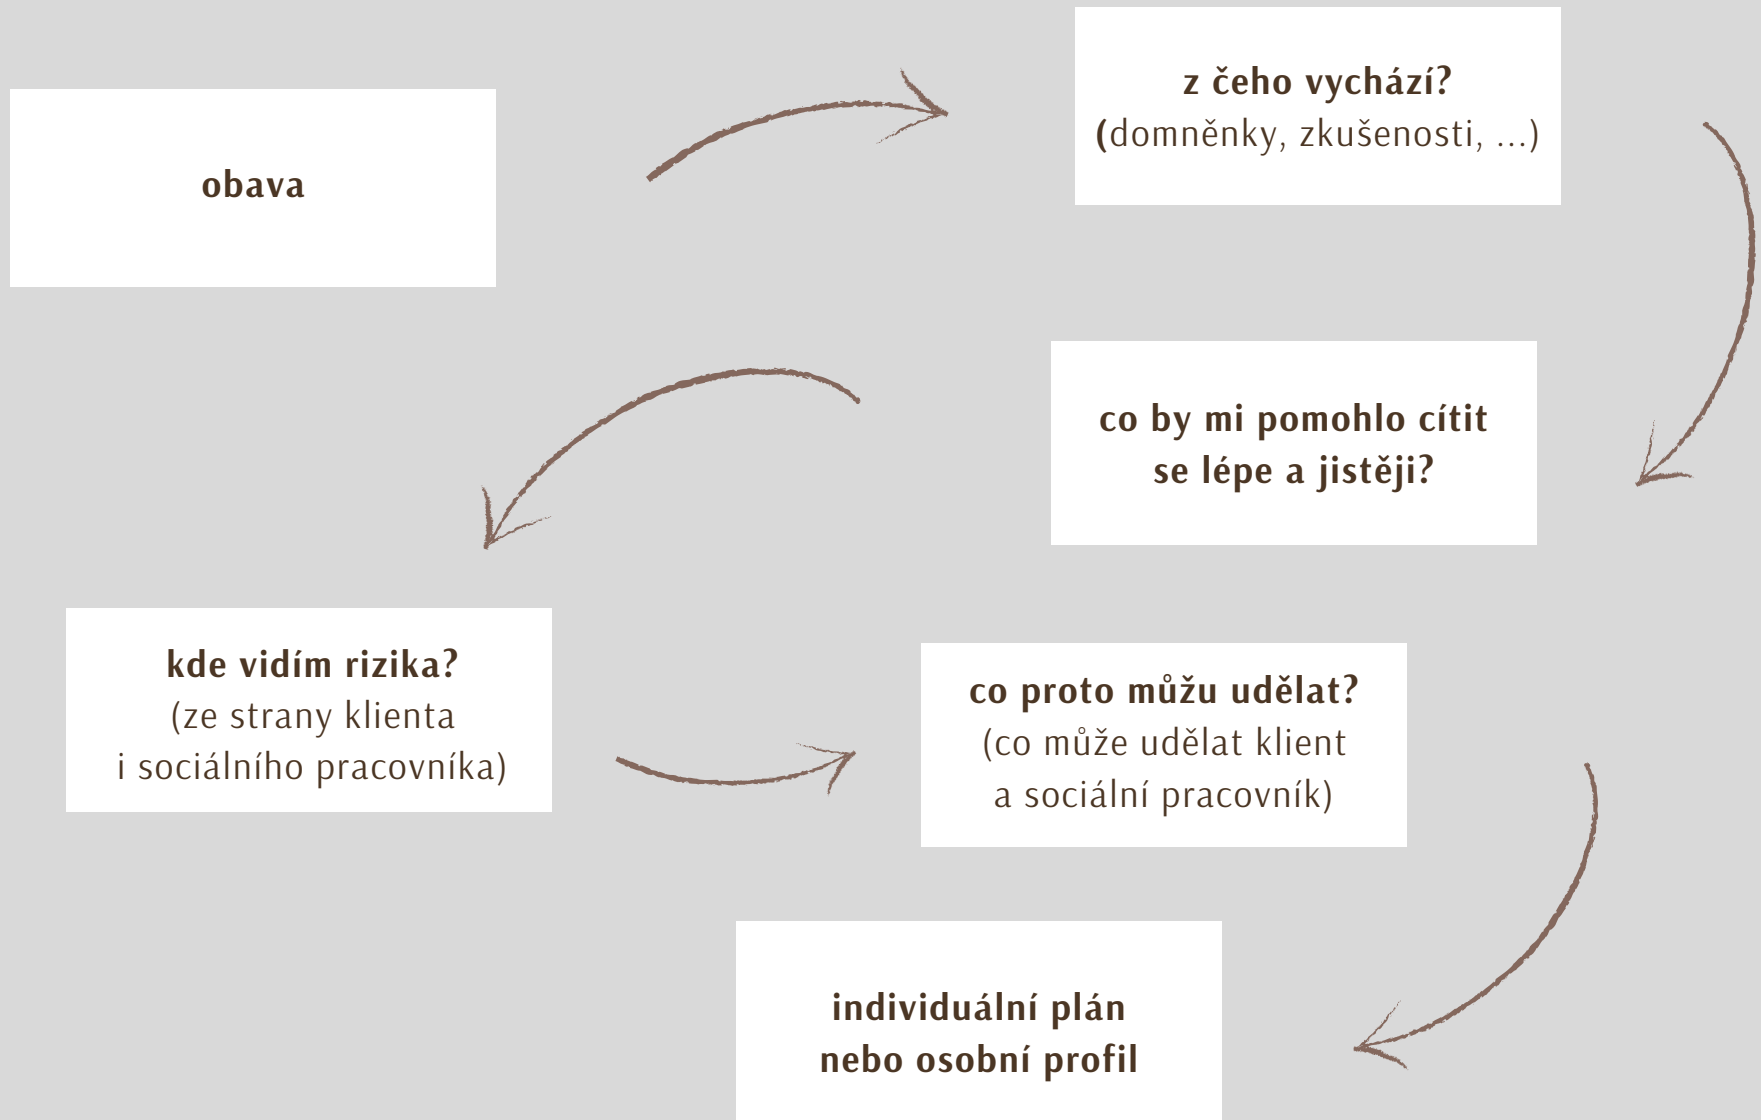 obava
z čeho vychází?
(domněnky, zkušenosti, ...)
co by mi pomohlo cítit
se lépe a jistěji?
kde vidím rizika?
(ze strany klienta
i sociálního pracovníka)
co proto můžu udělat?
(co může udělat klient
a sociální pracovník)
individuální plán
nebo osobní profil